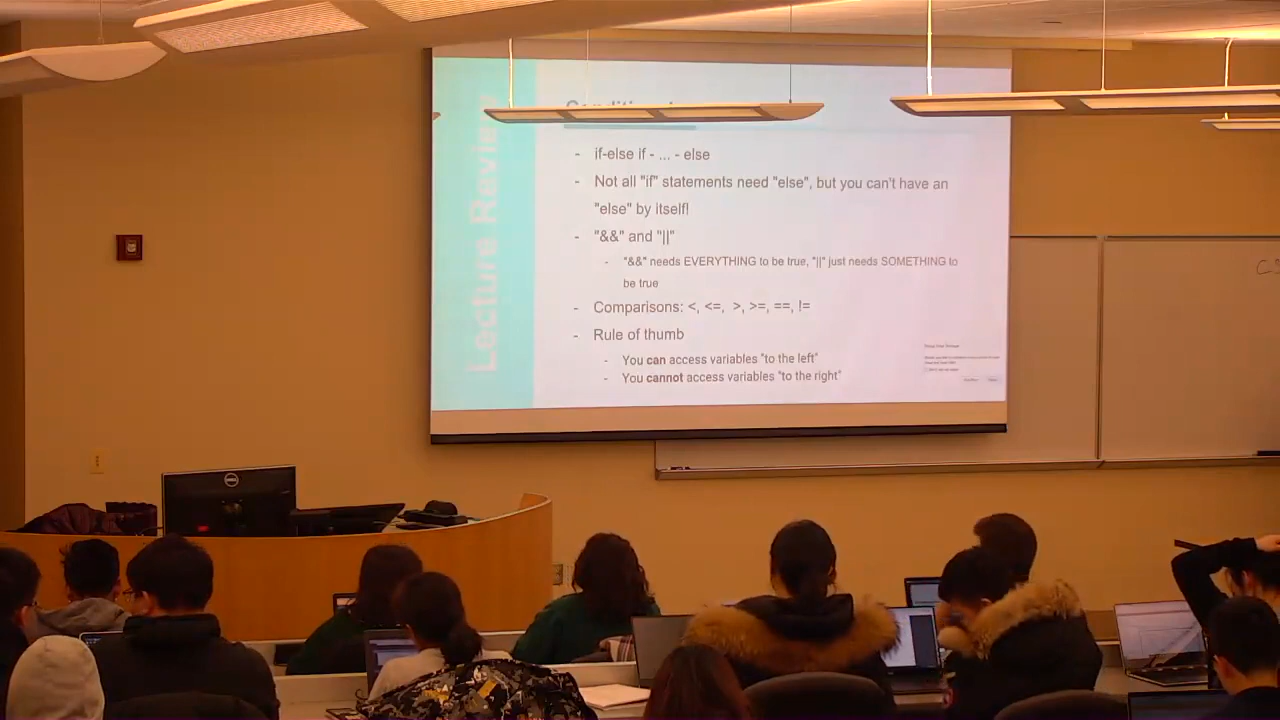 Lecture Review
- if-else if - ... - else
- Not all "if" statements need "else", but you can't have an
"else" by itself!
- "&&" and "||"
- "&&" needs EVERYTHING to be true, "||" just needs SOMETHING to
be true
- Comparisons: <, <=, >, >=, ==, !=
- Rule of thumb
- You can access variables "to the left"
- You cannot access variables "to the right"
DELL